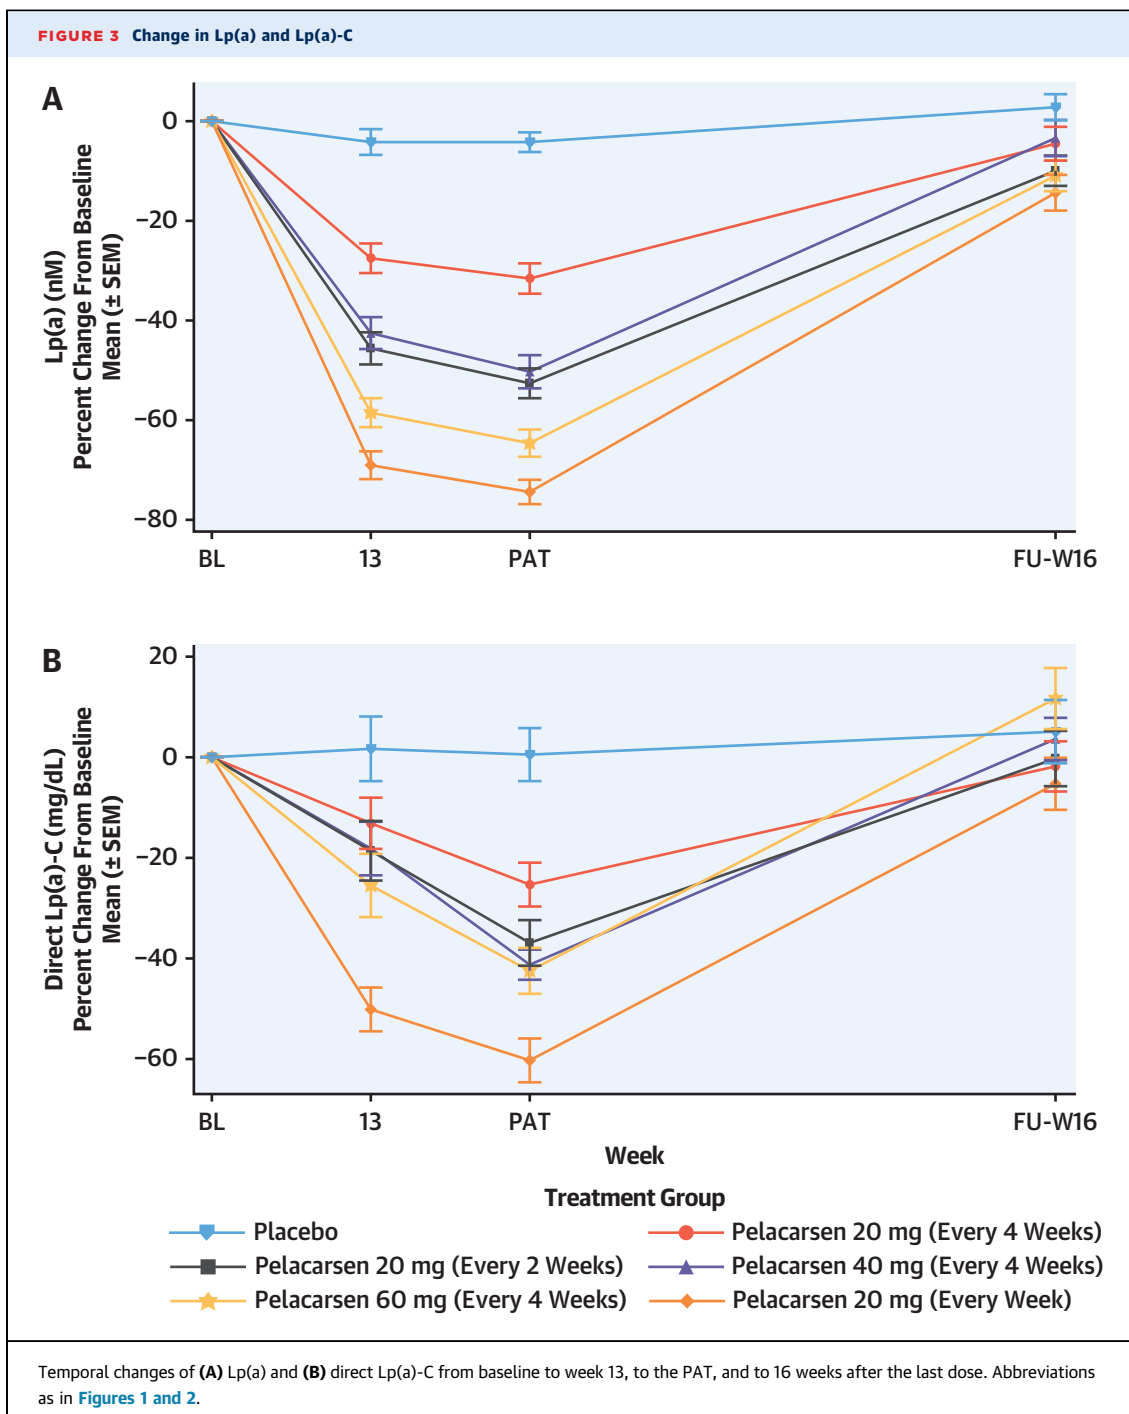 FIGURE 3 Change in Lp(a) and Lp(a)-C
A
Lp(a) (nM)
Percent Change From Baseline
Mean (± SEM)
0
−20
−40
−60
−80
BL 13 PAT FU-W16
B
Direct Lp(a)-C (mg/dL)
Percent Change From Baseline
Mean (± SEM)
20
0
−20
−40
−60
BL 13 PAT FU-W16
Week
Treatment Group
Placebo Pelacarsen 20 mg (Every 4 Weeks)
Pelacarsen 20 mg (Every 2 Weeks) Pelacarsen 40 mg (Every 4 Weeks)
Pelacarsen 60 mg (Every 4 Weeks) Pelacarsen 20 mg (Every Week)
Temporal changes of (A) Lp(a) and (B) direct Lp(a)-C from baseline to week 13, to the PAT, and to 16 weeks after the last dose. Abbreviations
as in Figures 1 and 2.